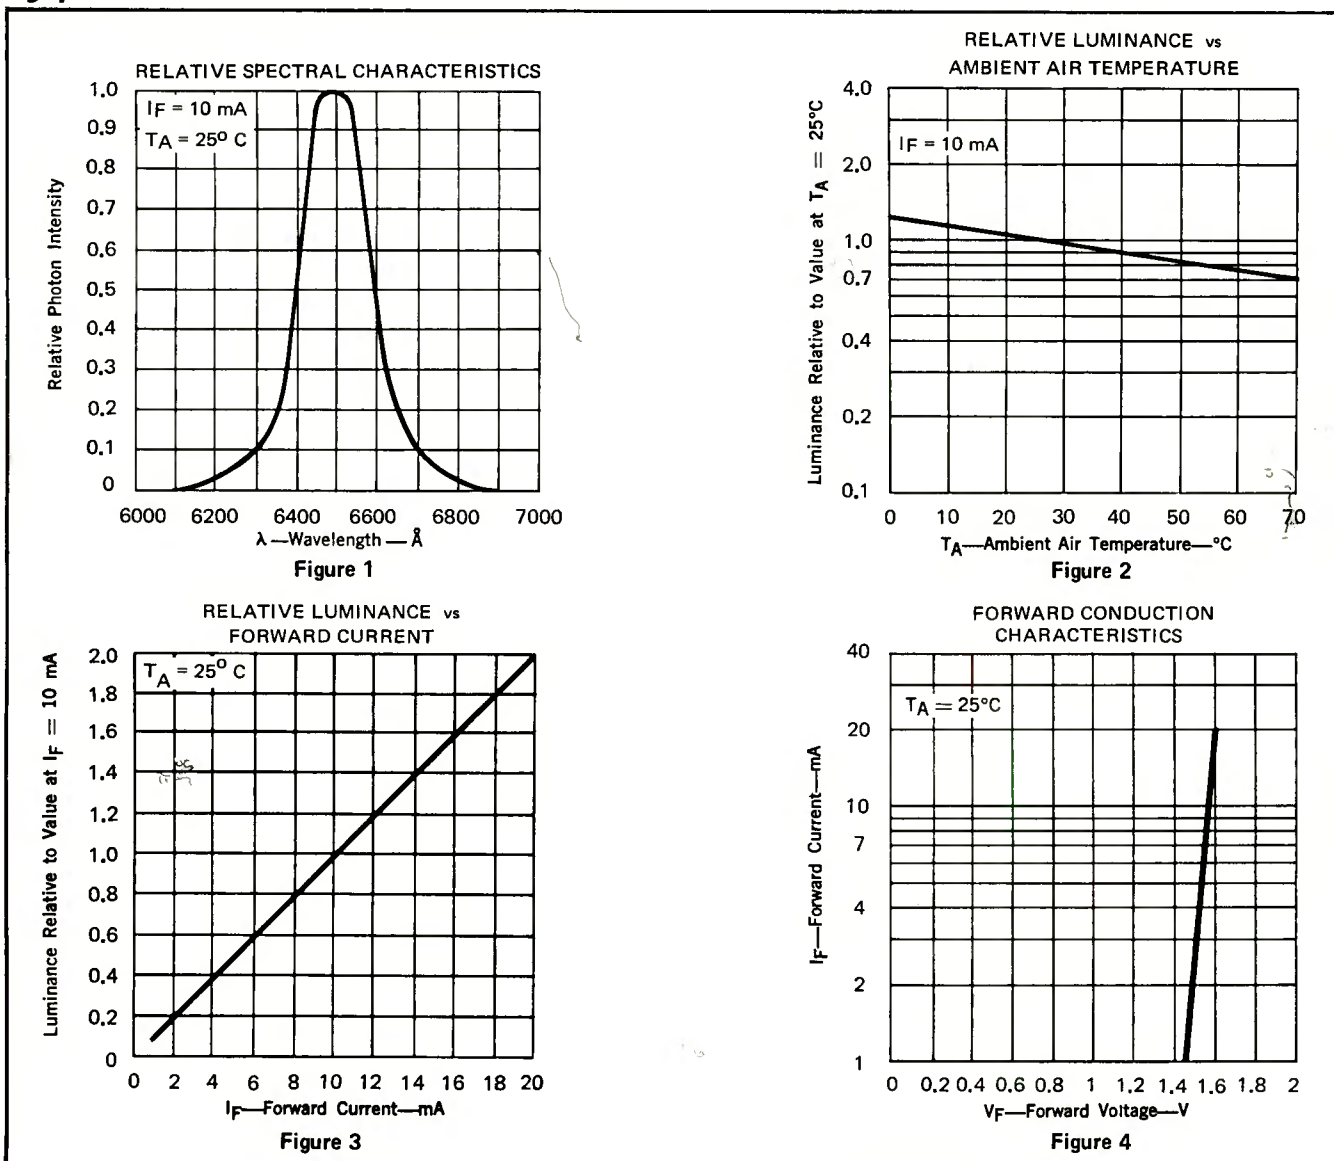 RELATIVE SPECTRAL CHARACTERISTICS
IF = 10 mA
TA = 25° C
Relative Photon Intensity
1.0
0.9
0.8
0.7
0.6
0.5
0.4
0.3
0.2
0.1
0
6000 6200 6400 6600 6800 7000
λ—Wavelength—Å
Figure 1
RELATIVE LUMINANCE vs
AMBIENT AIR TEMPERATURE
IF = 10 mA
Luminance Relative to Value at TA = 25°C
4.0
2.0
1.0
0.7
0.4
0.2
0.1
0 10 20 30 40 50 60 70
TA—Ambient Air Temperature—°C
Figure 2
RELATIVE LUMINANCE vs
FORWARD CURRENT
TA = 25° C
Luminance Relative to Value at IF = 10 mA
2.0
1.8
1.6
1.4
1.2
1.0
0.8
0.6
0.4
0.2
0
0 2 4 6 8 10 12 14 16 18 20
IF—Forward Current—mA
Figure 3
FORWARD CONDUCTION
CHARACTERISTICS
TA = 25°C
IF—Forward Current—mA
40
20
10
7
4
2
1
0 0.2 0.4 0.6 0.8 1 1.2 1.4 1.6 1.8 2
VF—Forward Voltage—V
Figure 4